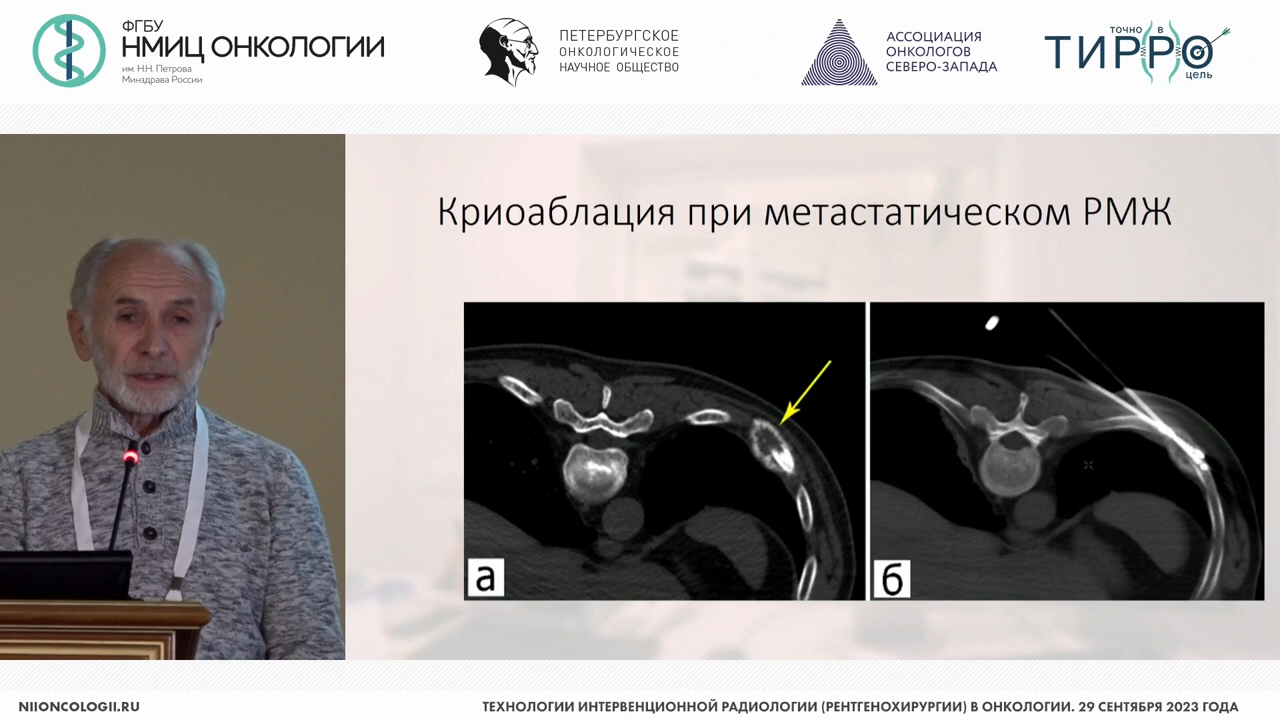 ФГБУ
НМИЦ ОНКОЛОГИИ
им. Н.Н. Петрова
Минздрава России
ПЕТЕРБУРГСКОЕ
ОНКОЛОГИЧЕСКОЕ
НАУЧНОЕ ОБЩЕСТВО
АССОЦИАЦИЯ
ОНКОЛОГОВ
СЕВЕРО-ЗАПАДА
ТОЧНО В
ТИРРО
цель
Криоаблация при метастатическом РМЖ
а
б
NIIONCOLOGII.RU
ТЕХНОЛОГИИ ИНТЕРВЕНЦИОННОЙ РАДИОЛОГИИ (РЕНТГЕНОХИРУРГИИ) В ОНКОЛОГИИ. 29 СЕНТЯБРЯ 2023 ГОДА